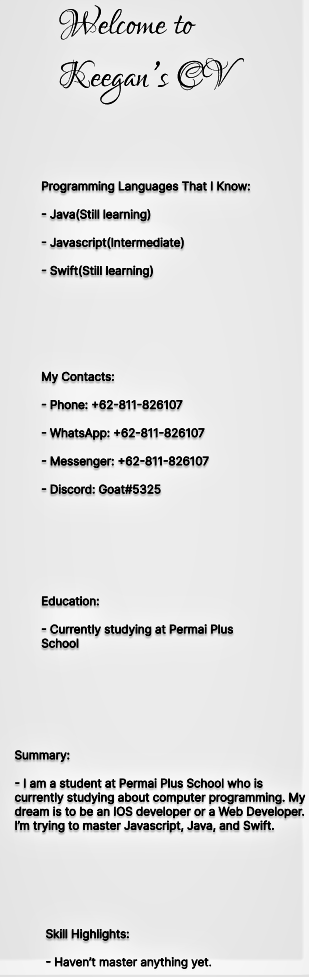 Welcome to
Keegan's CV
Programming Languages That I Know:
- Java(Still learning)
- Javascript(Intermediate)
- Swift(Still learning)
My Contacts:
- Phone: +62-811-826107
- WhatsApp: +62-811-826107
- Messenger: +62-811-826107
- Discord: Goat#5325
Education:
- Currently studying at Permai Plus
School
Summary:
- I am a student at Permai Plus School who is
currently studying about computer programming. My
dream is to be an IOS developer or a Web Developer.
I'm trying to master Javascript, Java, and Swift.
Skill Highlights:
- Haven't master anything yet.